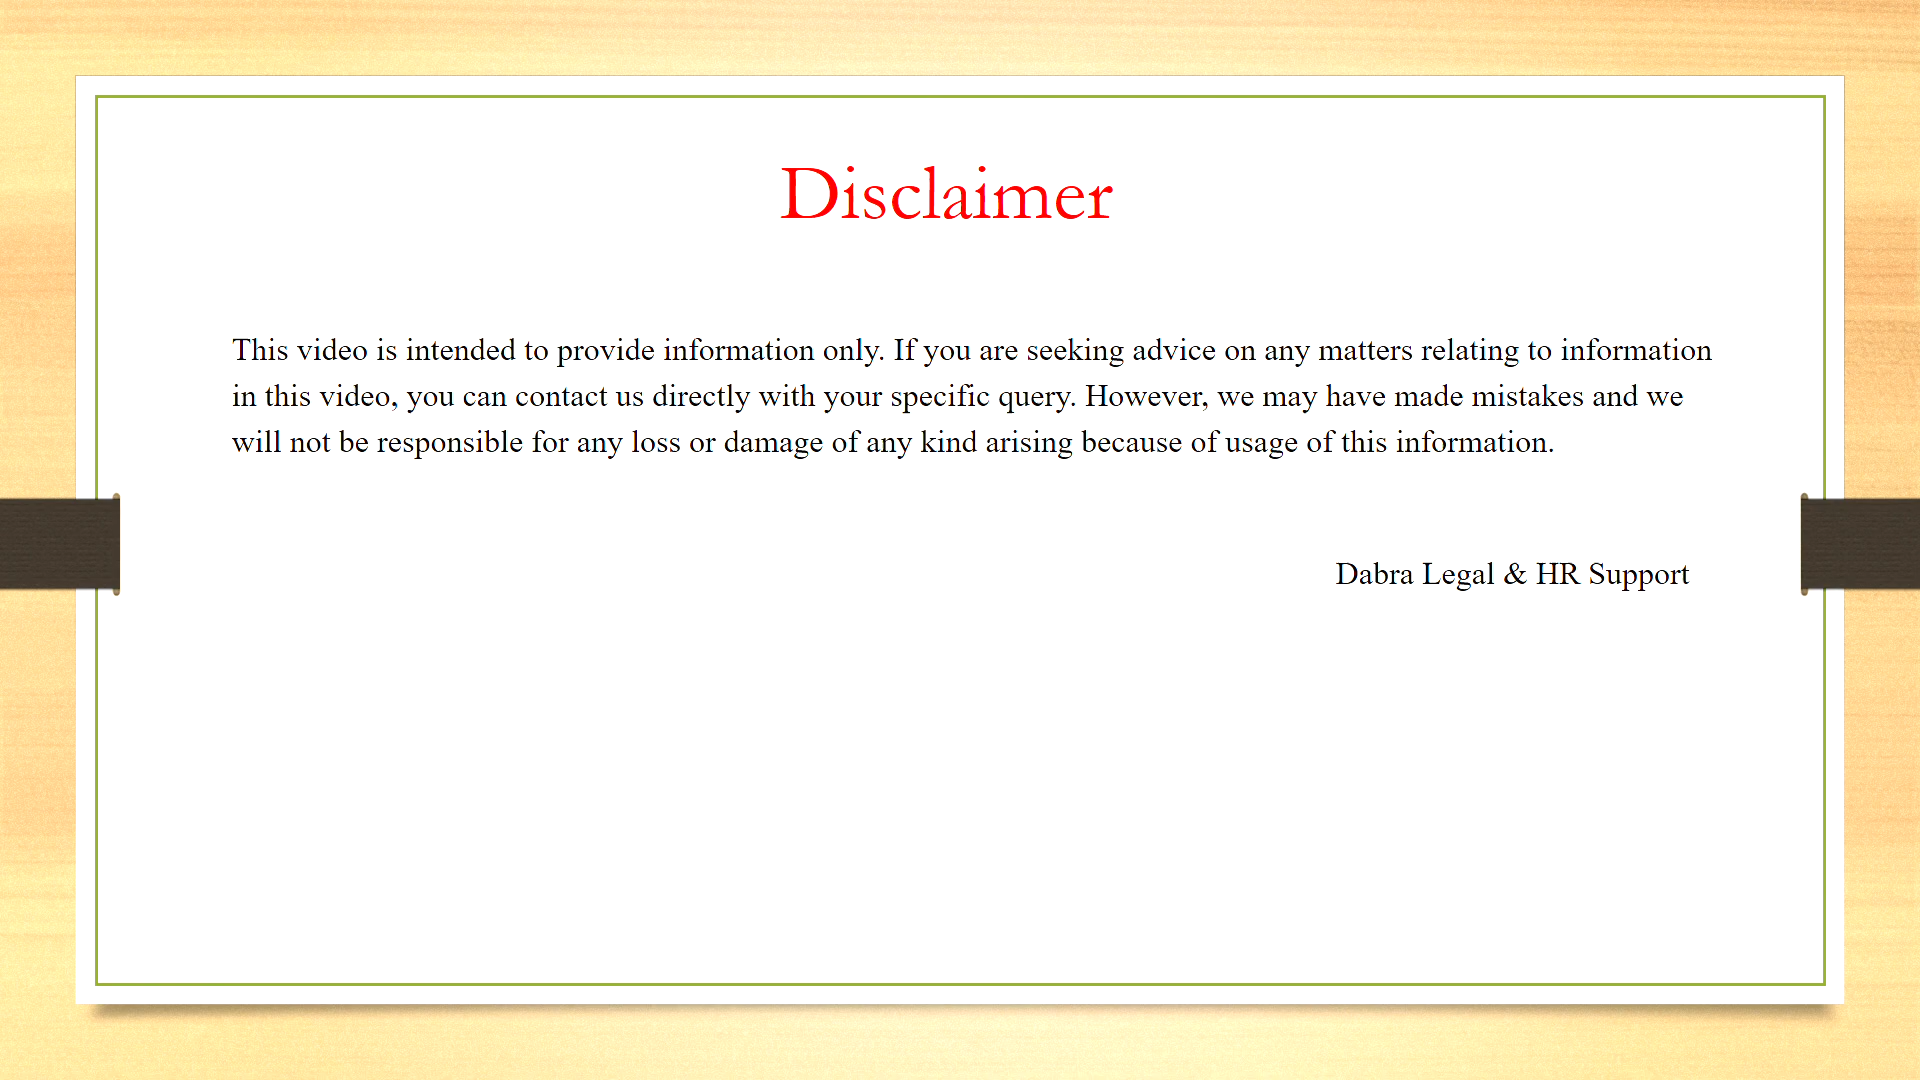 Disclaimer
This video is intended to provide information only. If you are seeking advice on any matters relating to information
in this video, you can contact us directly with your specific query. However, we may have made mistakes and we
will not be responsible for any loss or damage of any kind arising because of usage of this information.
Dabra Legal & HR Support